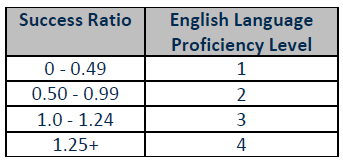 Success Ratio English Language
Proficiency Level
0 - 0.49 1
0.50 - 0.99 2
1.0 - 1.24 3
1.25+ 4